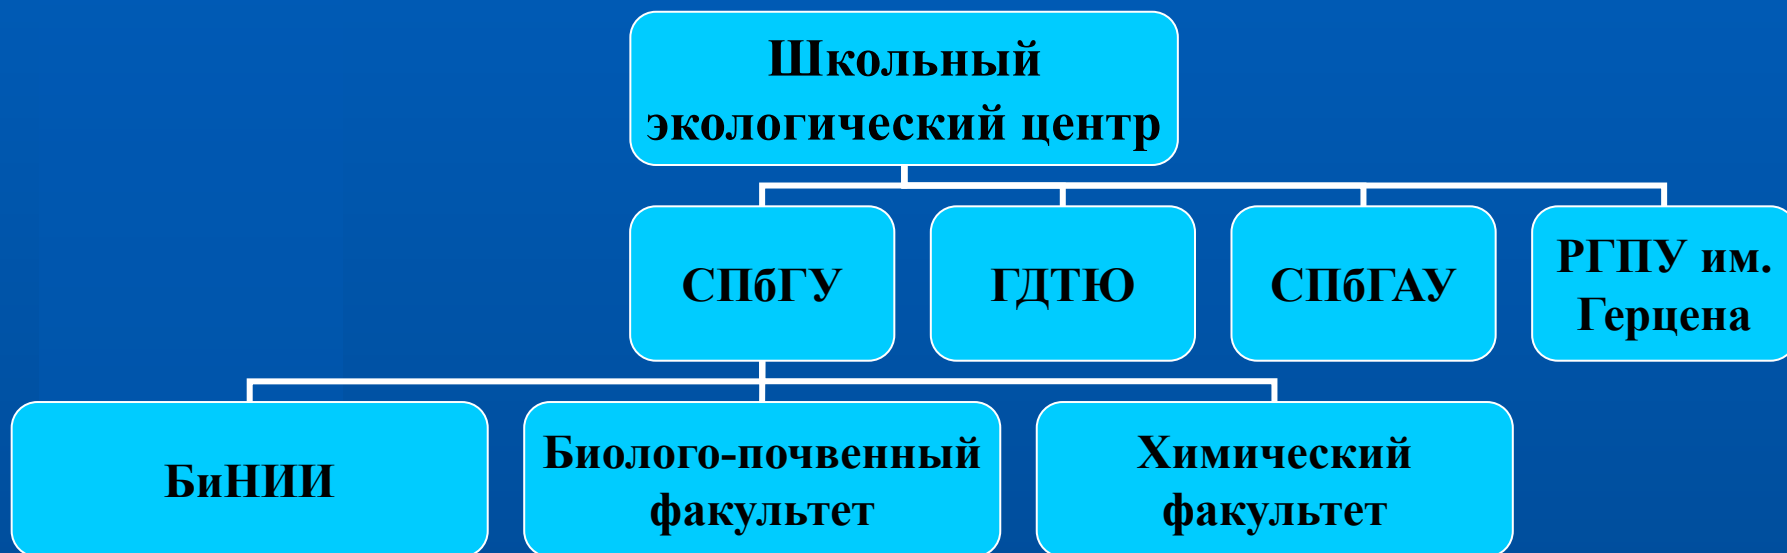 Школьный
экологический центр
СПбГУ
ГДТЮ
СПбГАУ
РГПУ им.
Герцена
БиНИИ
Биолого-почвенный
факультет
Химический
факультет